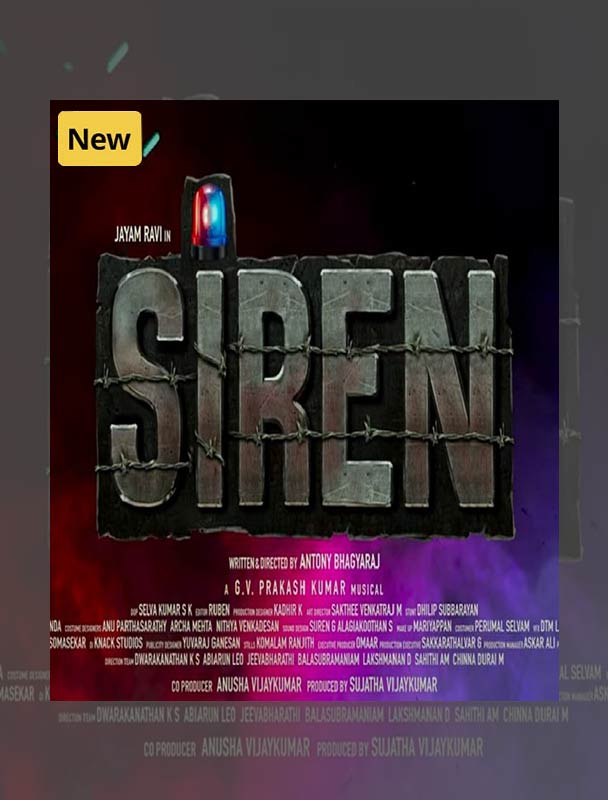 New
JAYAM RAVI IN
SIREN
WRITTEN & DIRECTED BY ANTONY BHAGYARAJ
A G.V. PRAKASH KUMAR MUSICAL
DOP SELVA KUMAR S K EDITOR RUBEN PRODUCTION DESIGNER KADHIR K ART DIRECTOR SAKTHEE VENKATRAJ M STUNT DHILIP SUBBARAYAN
NDA COSTUME DESIGNERS ANU PARTHASARATHY ARCHA MEHTA NITHYA VENKADESAN SOUND DESIGN SUREN G ALAGIAKOOTHAN S MAKE UP MARIYAPPAN COSTUMER PERUMAL SELVAM VFX DTM L
SOMASEKAR DI KNACK STUDIOS PUBLICITY DESIGNER YUVARAJ GANESAN STILLS KOMALAM RANJITH EXECUTIVE PRODUCER OMAAR PRODUCTION EXECUTIVE SAKKARATHALVAR G PRODUCTION MANAGER ASKAR ALI
DIRECTION TEAM DWARAKANATHAN K S ABIARUN LEO JEEVABHARATHI BALASUBRAMANIAM LAKSHMANAN D SAHITHI AM CHINNA DURAI M
CO PRODUCER ANUSHA VIJAYKUMAR PRODUCED BY SUJATHA VIJAYKUMAR
DIRECTION TEAM DWARAKANATHAN K S ABIARUN LEO JEEVABHARATHI BALASUBRAMANIAM LAKSHMANAN D SAHITHI AM CHINNA DURAI M
CO PRODUCER ANUSHA VIJAYKUMAR PRODUCED BY SUJATHA VIJAYKUMAR